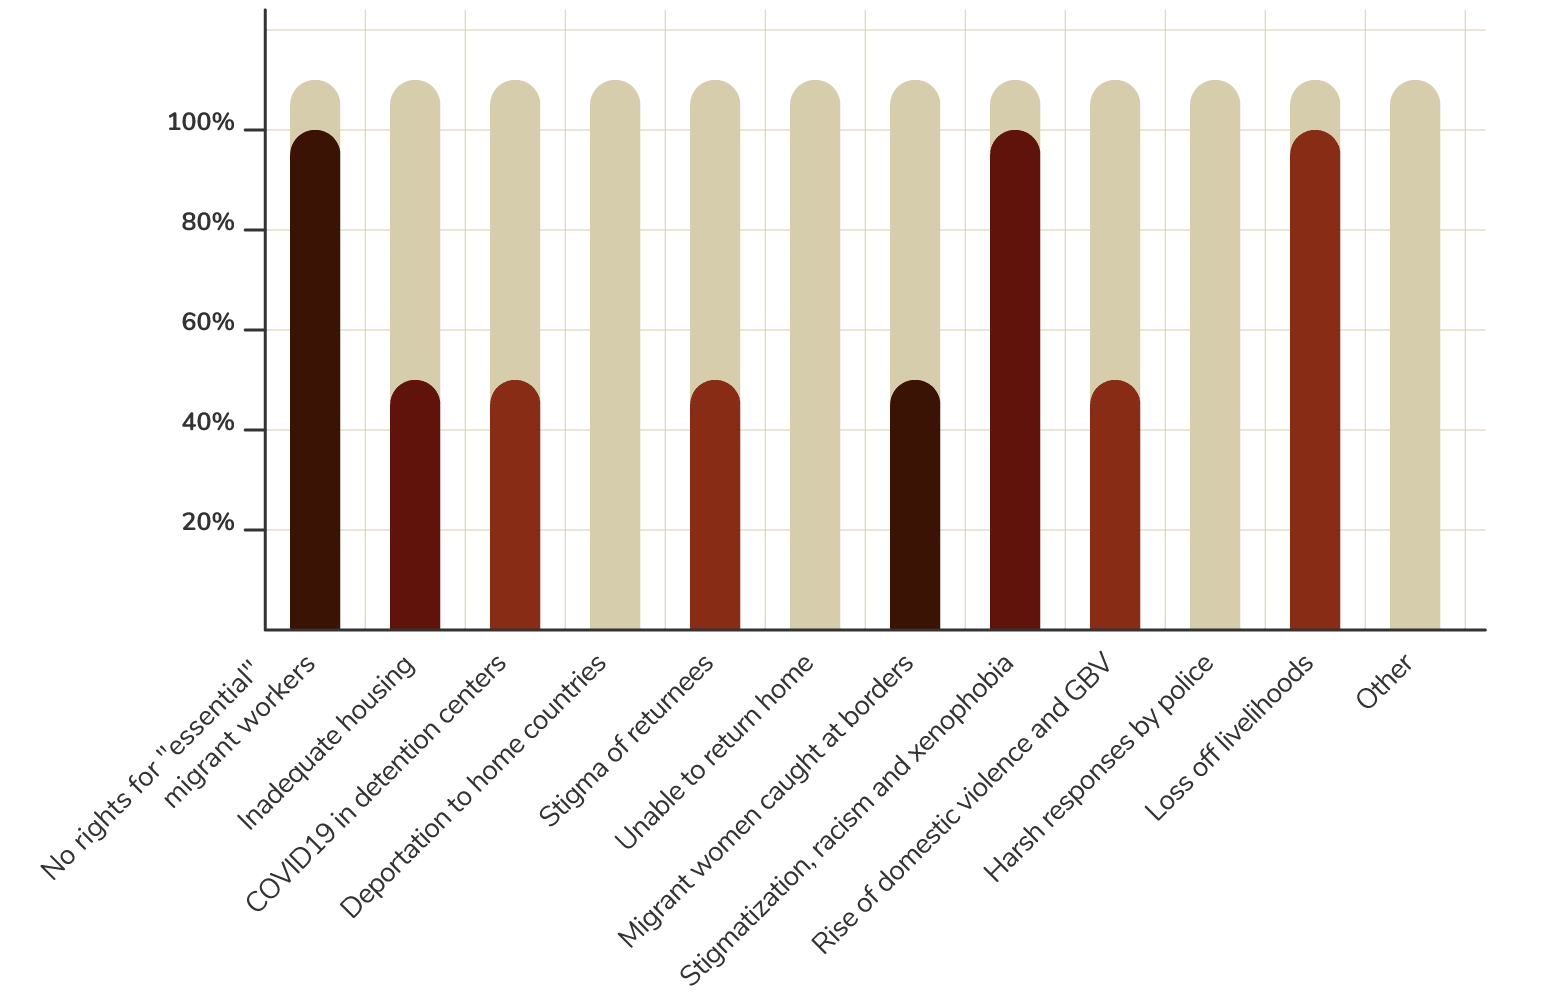 100%
80%
60%
40%
20%
No rights for "essential"
migrant workers
Inadequate housing
COVID19 in detention centers
Deportation to home countries
Stigma of returnees
Unable to return home
Migrant women caught at borders
Stigmatization, racism and xenophobia
Rise of domestic violence and GBV
Harsh responses by police
Loss off livelihoods
Other